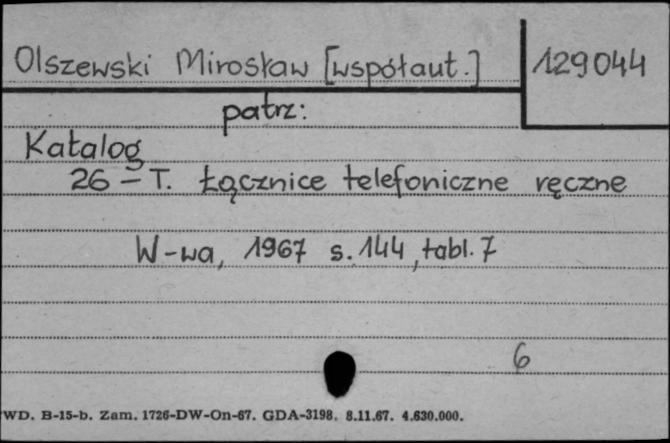 Olszewski Mirosław [współaut.] 129044
patrz:
Katalog
26 – T. Łącznice telefoniczne ręczne
W-wa, 1967 s. 144, tabl. 7
6
WD. B-15-b. Zam. 1726-DW-On-67. GDA-3198. 8.11.67. 4.630.000.